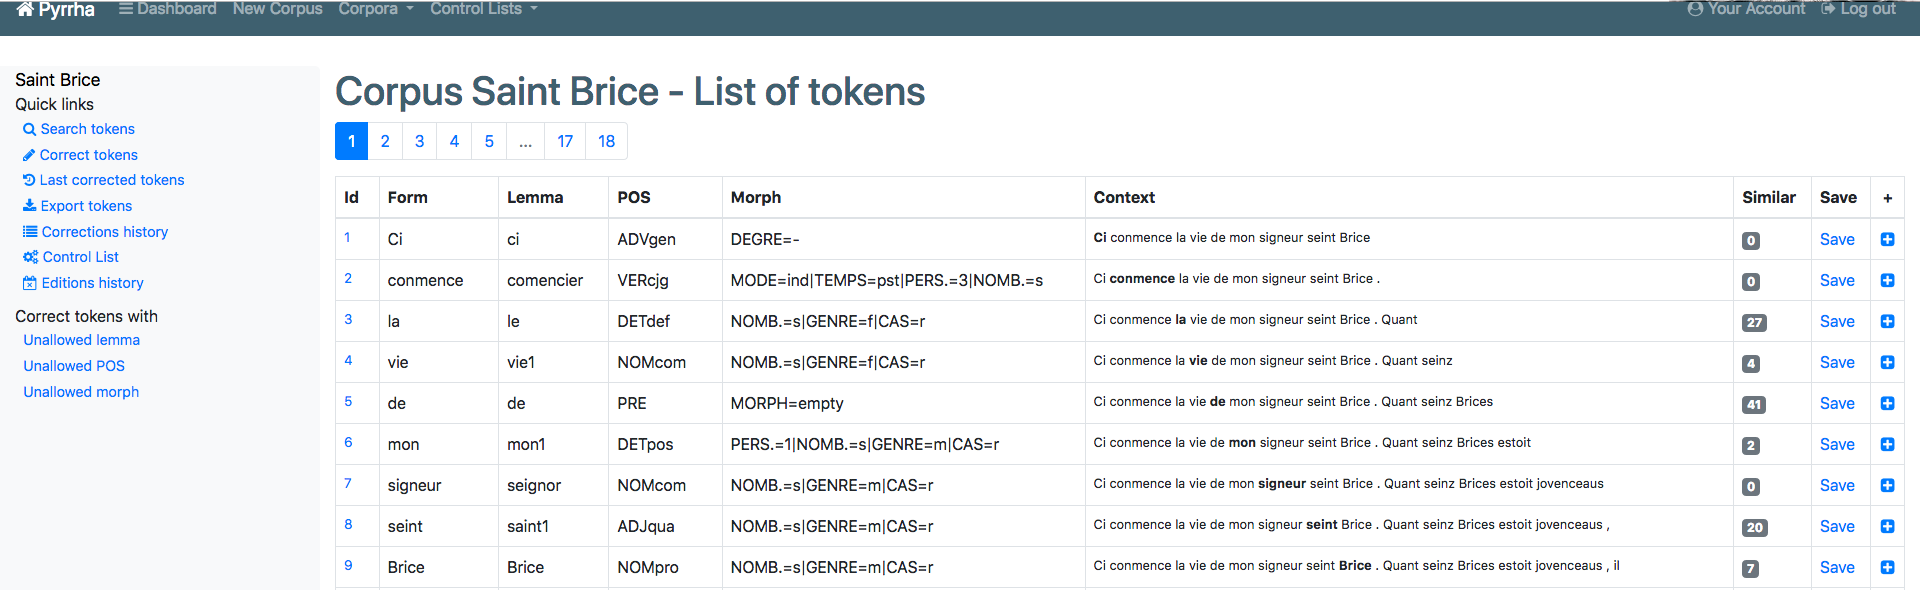 Pyrrha Dashboard New Corpus Corpora Control Lists Your Account Log out
Saint Brice
Quick links
Search tokens
Correct tokens
Last corrected tokens
Export tokens
Corrections history
Control List
Editions history
Correct tokens with
Unallowed lemma
Unallowed POS
Unallowed morph
Corpus Saint Brice - List of tokens
1 2 3 4 5 ... 17 18
Id Form Lemma POS Morph Context Similar Save +
1 Ci ci ADVgen DEGRE=- Ci conmence la vie de mon signeur seint Brice 0 Save
2 conmence comencier VERcjg MODE=ind|TEMPS=pst|PERS.=3|NOMB.=s Ci conmence la vie de mon signeur seint Brice . 0 Save
3 la le DETdef NOMB.=s|GENRE=f|CAS=r Ci conmence la vie de mon signeur seint Brice . Quant 27 Save
4 vie vie1 NOMcom NOMB.=s|GENRE=f|CAS=r Ci conmence la vie de mon signeur seint Brice . Quant seinz 4 Save
5 de de PRE MORPH=empty Ci conmence la vie de mon signeur seint Brice . Quant seinz Brices 41 Save
6 mon mon1 DETpos PERS.=1|NOMB.=s|GENRE=m|CAS=r Ci conmence la vie de mon signeur seint Brice . Quant seinz Brices estoit 2 Save
7 signeur seignor NOMcom NOMB.=s|GENRE=m|CAS=r Ci conmence la vie de mon signeur seint Brice . Quant seinz Brices estoit jovenceaus 0 Save
8 seint saint1 ADJqua NOMB.=s|GENRE=m|CAS=r Ci conmence la vie de mon signeur seint Brice . Quant seinz Brices estoit jovenceaus , 20 Save
9 Brice Brice NOMpro NOMB.=s|GENRE=m|CAS=r Ci conmence la vie de mon signeur seint Brice . Quant seinz Brices estoit jovenceaus , il 7 Save